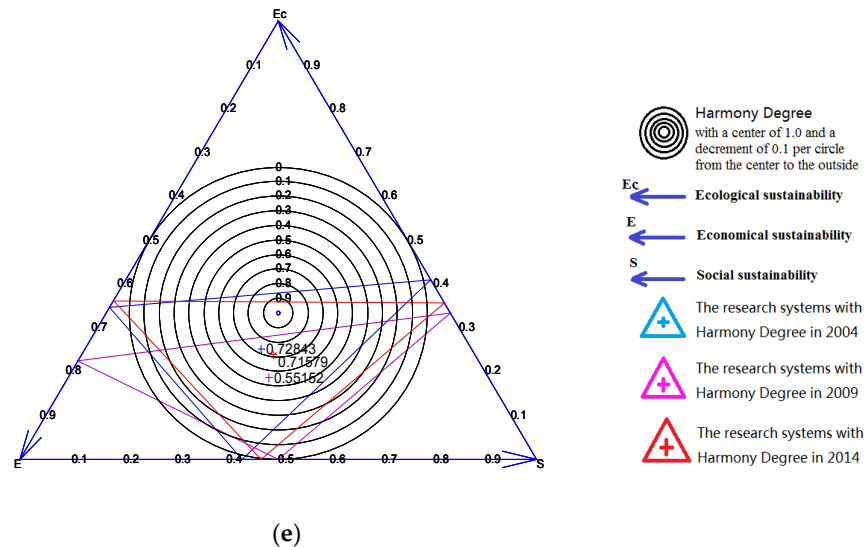 Ec
0.1
0.9
0.2
0.8
0.3
0.7
0.4
0.6
0.5
0.5
0.6
0.4
0.7
0.3
0.8
0.2
0.9
0.1
0
0.1
0.2
0.3
0.4
0.5
0.6
0.7
0.8
0.9
0.72843
0.71579
0.55152
E
0.1
0.2
0.3
0.4
0.5
0.6
0.7
0.8
0.9
S
(e)
Harmony Degree
with a center of 1.0 and a
decrement of 0.1 per circle
from the center to the outside
Ec
Ecological sustainability
E
Economical sustainability
S
Social sustainability
The research systems with
Harmony Degree in 2004
The research systems with
Harmony Degree in 2009
The research systems with
Harmony Degree in 2014